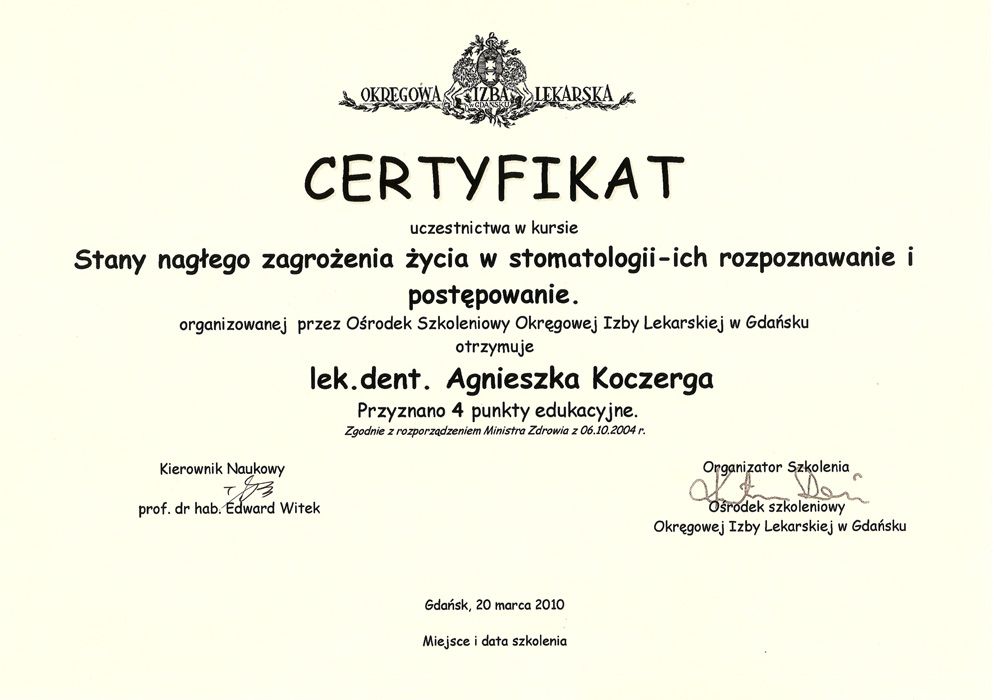 OKRĘGOWA IZBA LEKARSKA
W GDAŃSKU
CERTYFIKAT
uczestnictwa w kursie
Stany nagłego zagrożenia życia w stomatologii-ich rozpoznawanie i
postępowanie.
organizowanej przez Ośrodek Szkoleniowy Okręgowej Izby Lekarskiej w Gdańsku
otrzymuje
lek.dent. Agnieszka Koczerga
Przyznano 4 punkty edukacyjne.
Zgodnie z rozporządzeniem Ministra Zdrowia z 06.10.2004 r.
Kierownik Naukowy
prof. dr hab. Edward Witek
Organizator Szkolenia
Ośrodek szkoleniowy
Okręgowej Izby Lekarskiej w Gdańsku
Gdańsk, 20 marca 2010
Miejsce i data szkolenia